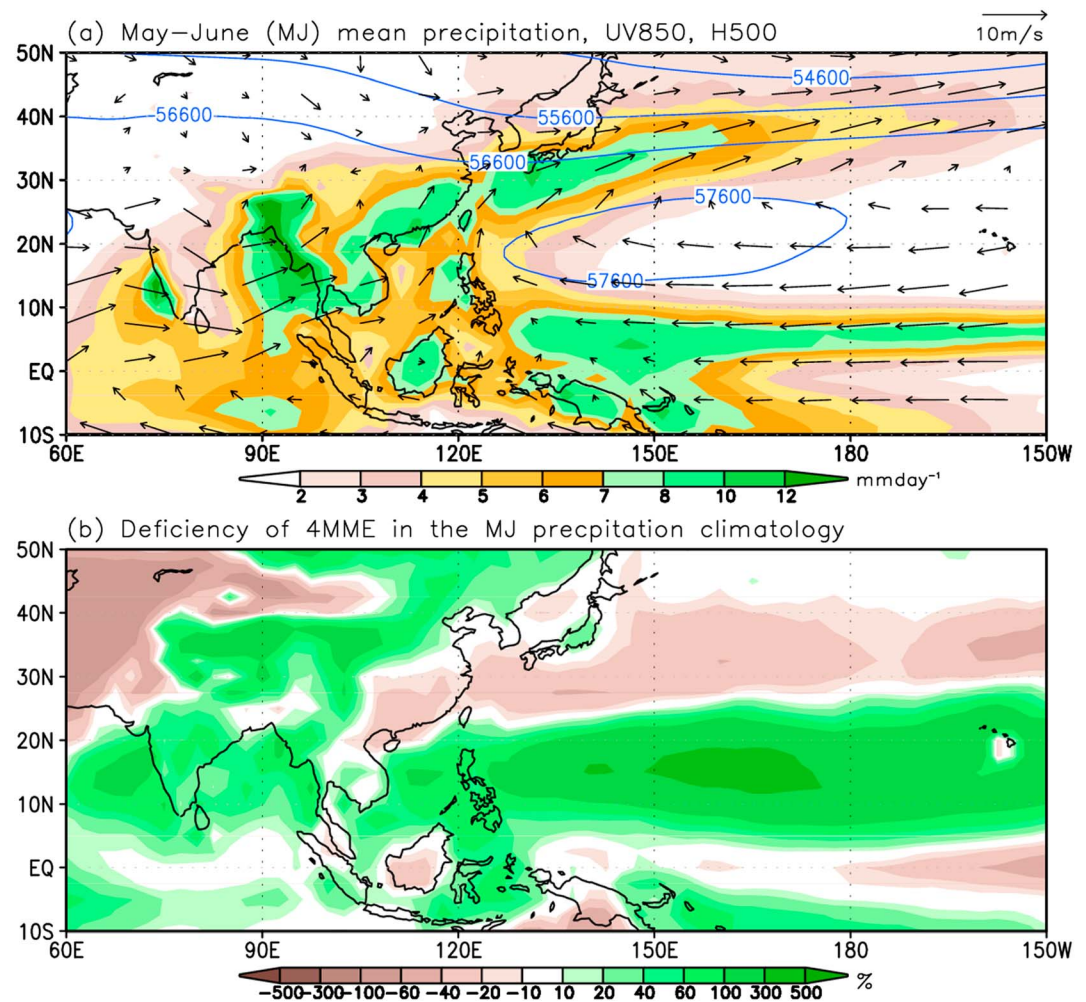 (a) May-June (MJ) mean precipitation, UV850, H500
10m/s
50N
40N
30N
20N
10N
EQ
10S
54600
56600
55600
56600
57600
57600
60E 90E 120E 150E 180 150W
2 3 4 5 6 7 8 10 12 mmday⁻¹
(b) Deficiency of 4MME in the MJ precpitation climatology
50N
40N
30N
20N
10N
EQ
10S
60E 90E 120E 150E 180 150W
-500 -300 -100 -60 -40 -20 -10 10 20 40 60 100 300 500 %